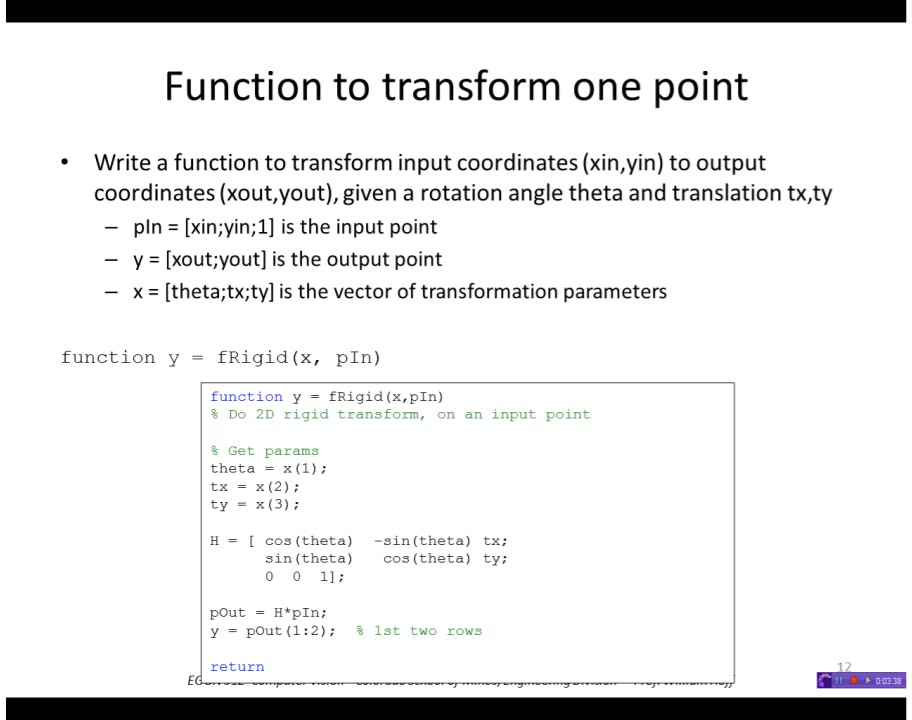 Function to transform one point
• Write a function to transform input coordinates (xin,yin) to output
coordinates (xout,yout), given a rotation angle theta and translation tx,ty
– pIn = [xin;yin;1] is the input point
– y = [xout;yout] is the output point
– x = [theta;tx;ty] is the vector of transformation parameters
function y = fRigid(x, pIn)
function y = fRigid(x,pIn)
% Do 2D rigid transform, on an input point
% Get params
theta = x(1);
tx = x(2);
ty = x(3);
H = [ cos(theta) -sin(theta) tx;
sin(theta) cos(theta) ty;
0 0 1];
pOut = H*pIn;
y = pOut(1:2); % 1st two rows
return
12
0:03:38